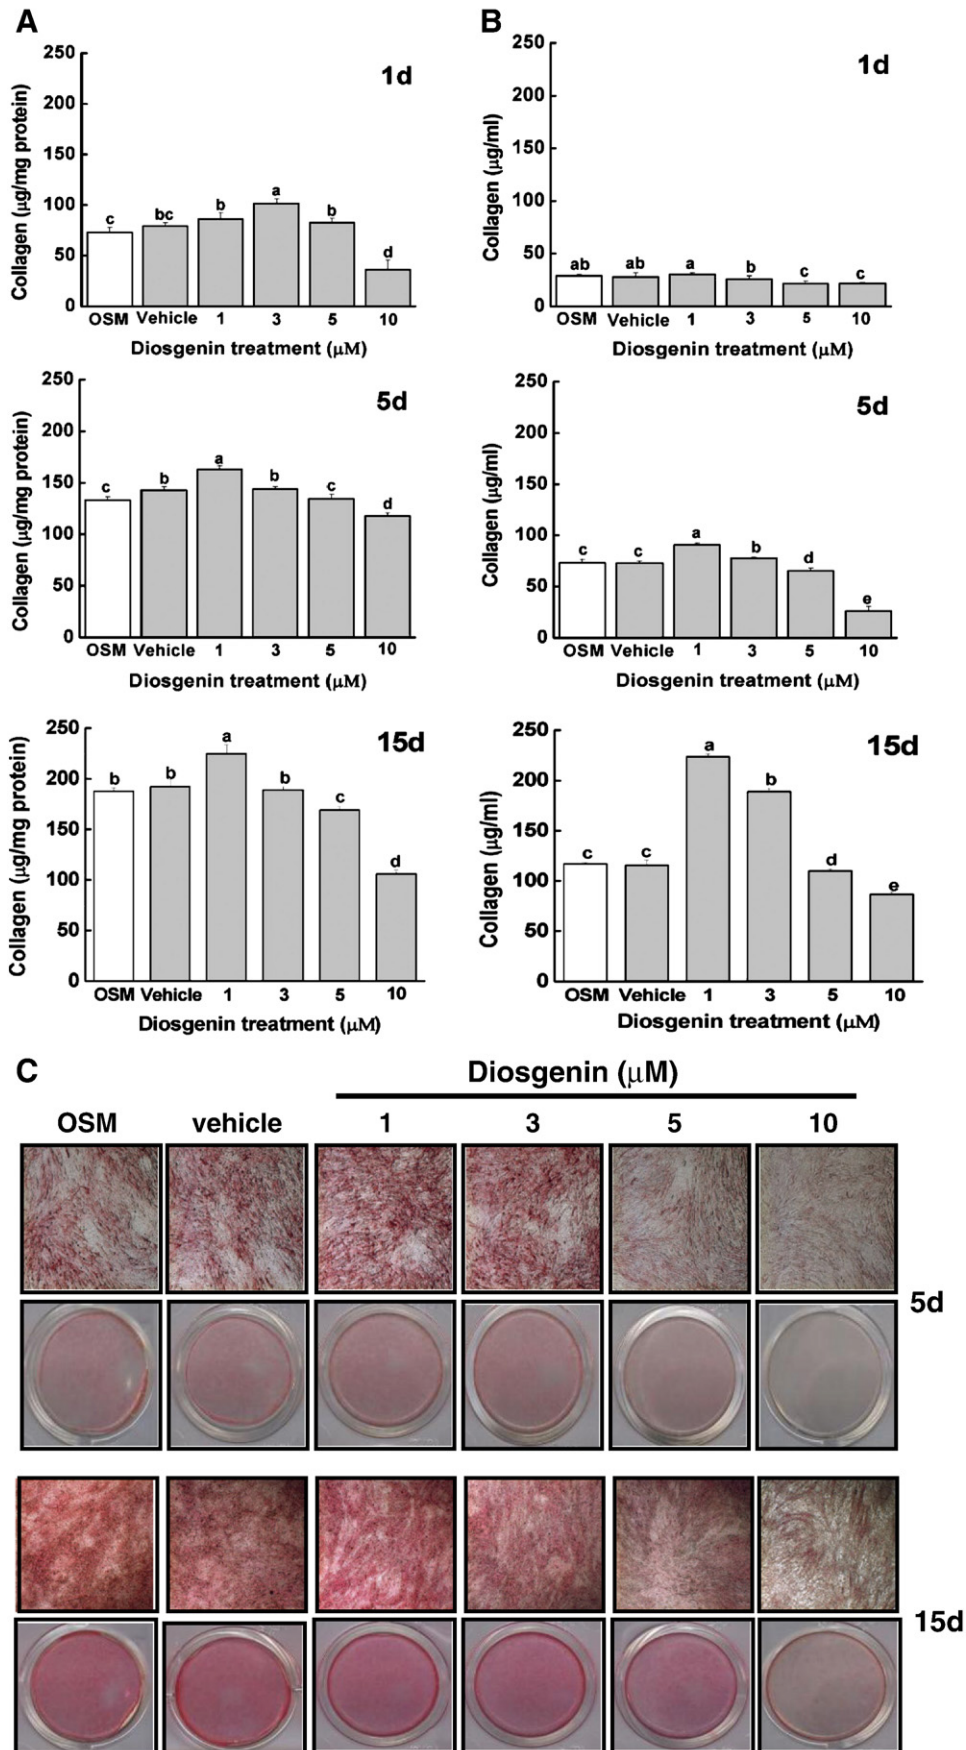 A
250
200
150
100
50
0
Collagen (µg/mg protein)
1d
c bc b a b d
OSM Vehicle 1 3 5 10
Diosgenin treatment (µM)
B
250
200
150
100
50
0
Collagen (µg/ml)
1d
ab ab a b c c
OSM Vehicle 1 3 5 10
Diosgenin treatment (µM)
250
200
150
100
50
0
Collagen (µg/mg protein)
5d
c b a b c d
OSM Vehicle 1 3 5 10
Diosgenin treatment (µM)
250
200
150
100
50
0
Collagen (µg/ml)
5d
c c a b d e
OSM Vehicle 1 3 5 10
Diosgenin treatment (µM)
250
200
150
100
50
0
Collagen (µg/mg protein)
15d
b b a b c d
OSM Vehicle 1 3 5 10
Diosgenin treatment (µM)
250
200
150
100
50
0
Collagen (µg/ml)
15d
c c a b d e
OSM Vehicle 1 3 5 10
Diosgenin treatment (µM)
C
Diosgenin (µM)
OSM vehicle 1 3 5 10
5d
15d